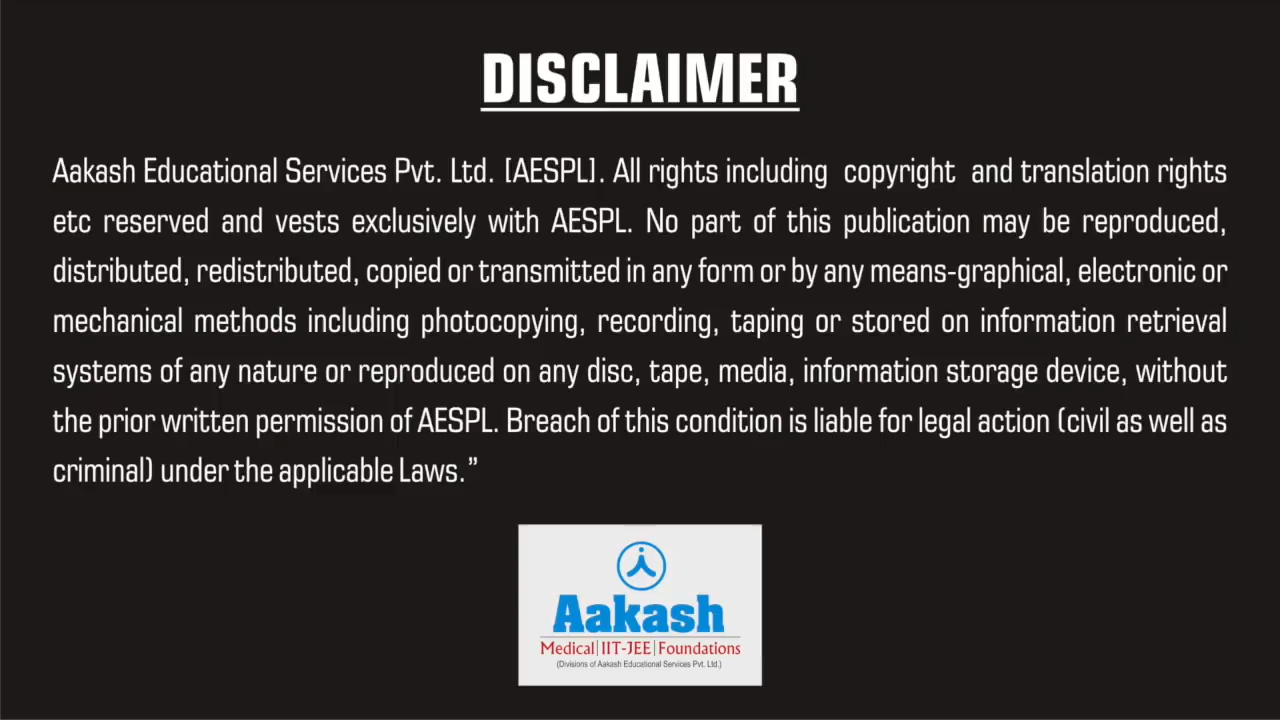 DISCLAIMER
Aakash Educational Services Pvt. Ltd. [AESPL]. All rights including copyright and translation rights
etc reserved and vests exclusively with AESPL. No part of this publication may be reproduced,
distributed, redistributed, copied or transmitted in any form or by any means-graphical, electronic or
mechanical methods including photocopying, recording, taping or stored on information retrieval
systems of any nature or reproduced on any disc, tape, media, information storage device, without
the prior written permission of AESPL. Breach of this condition is liable for legal action (civil as well as
criminal) under the applicable Laws.”
Aakash
Medical|IIT-JEE|Foundations
(Divisions of Aakash Educational Services Pvt. Ltd.)